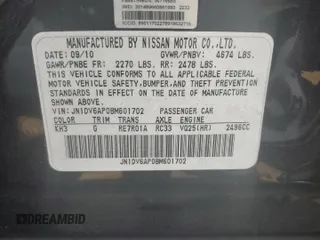 MANUFACTURED BY NISSAN MOTOR CO.,LTD.
DATE: 09/10 GVWR/PNBV: 4674 LBS.
GAWR/PNBE FR: 2270 LBS. RR: 2478 LBS.
THIS VEHICLE CONFORMS TO ALL APPLICABLE
FEDERAL MOTOR VEHICLE SAFETY,BUMPER,AND THEFT PREVENTION
STANDARDS IN EFFECT ON THE DATE OF MANUFACTURE SHOWN ABOVE.
JN1DV6AP0BM601702 PASSENGER CAR
COLOR TRIM TRANS AXLE ENGINE
KH3 G RE7R01A RC33 VQ25(HR) 2496CC
JN1DV6AP0BM601702